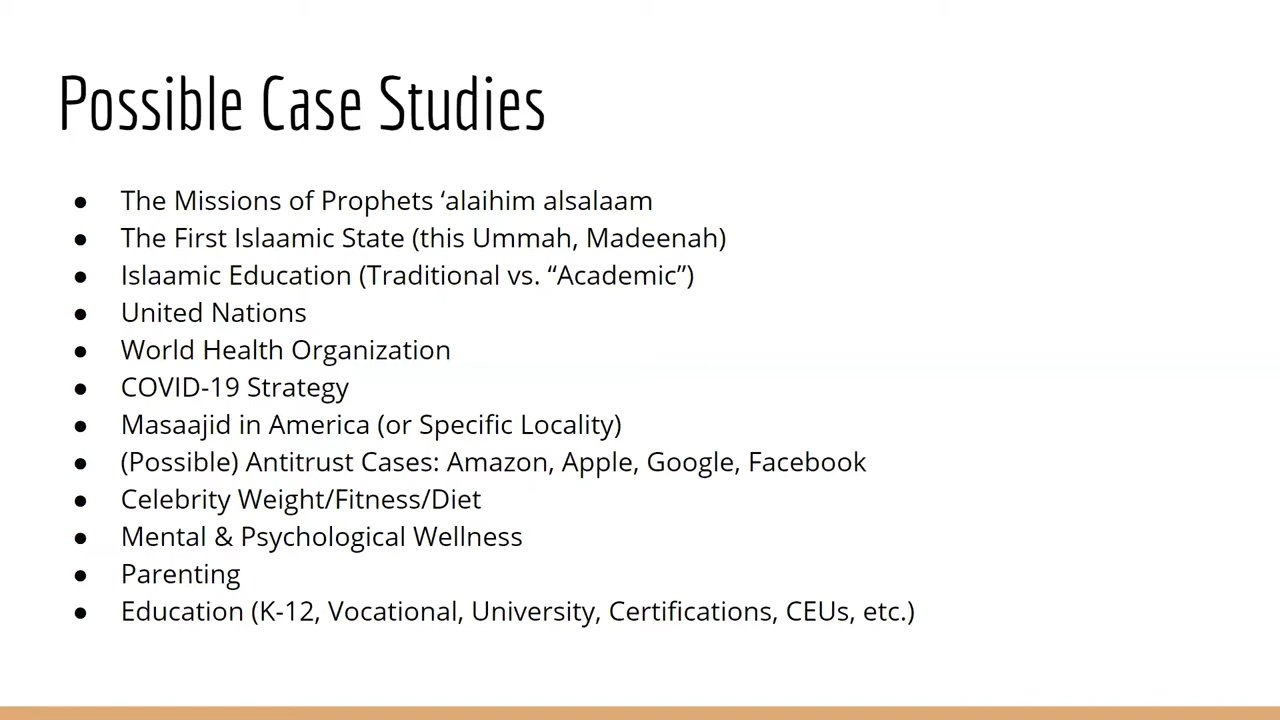 Possible Case Studies
● The Missions of Prophets ‘alaihim alsalaam
● The First Islaamic State (this Ummah, Madeenah)
● Islaamic Education (Traditional vs. “Academic”)
● United Nations
● World Health Organization
● COVID-19 Strategy
● Masaajid in America (or Specific Locality)
● (Possible) Antitrust Cases: Amazon, Apple, Google, Facebook
● Celebrity Weight/Fitness/Diet
● Mental & Psychological Wellness
● Parenting
● Education (K-12, Vocational, University, Certifications, CEUs, etc.)